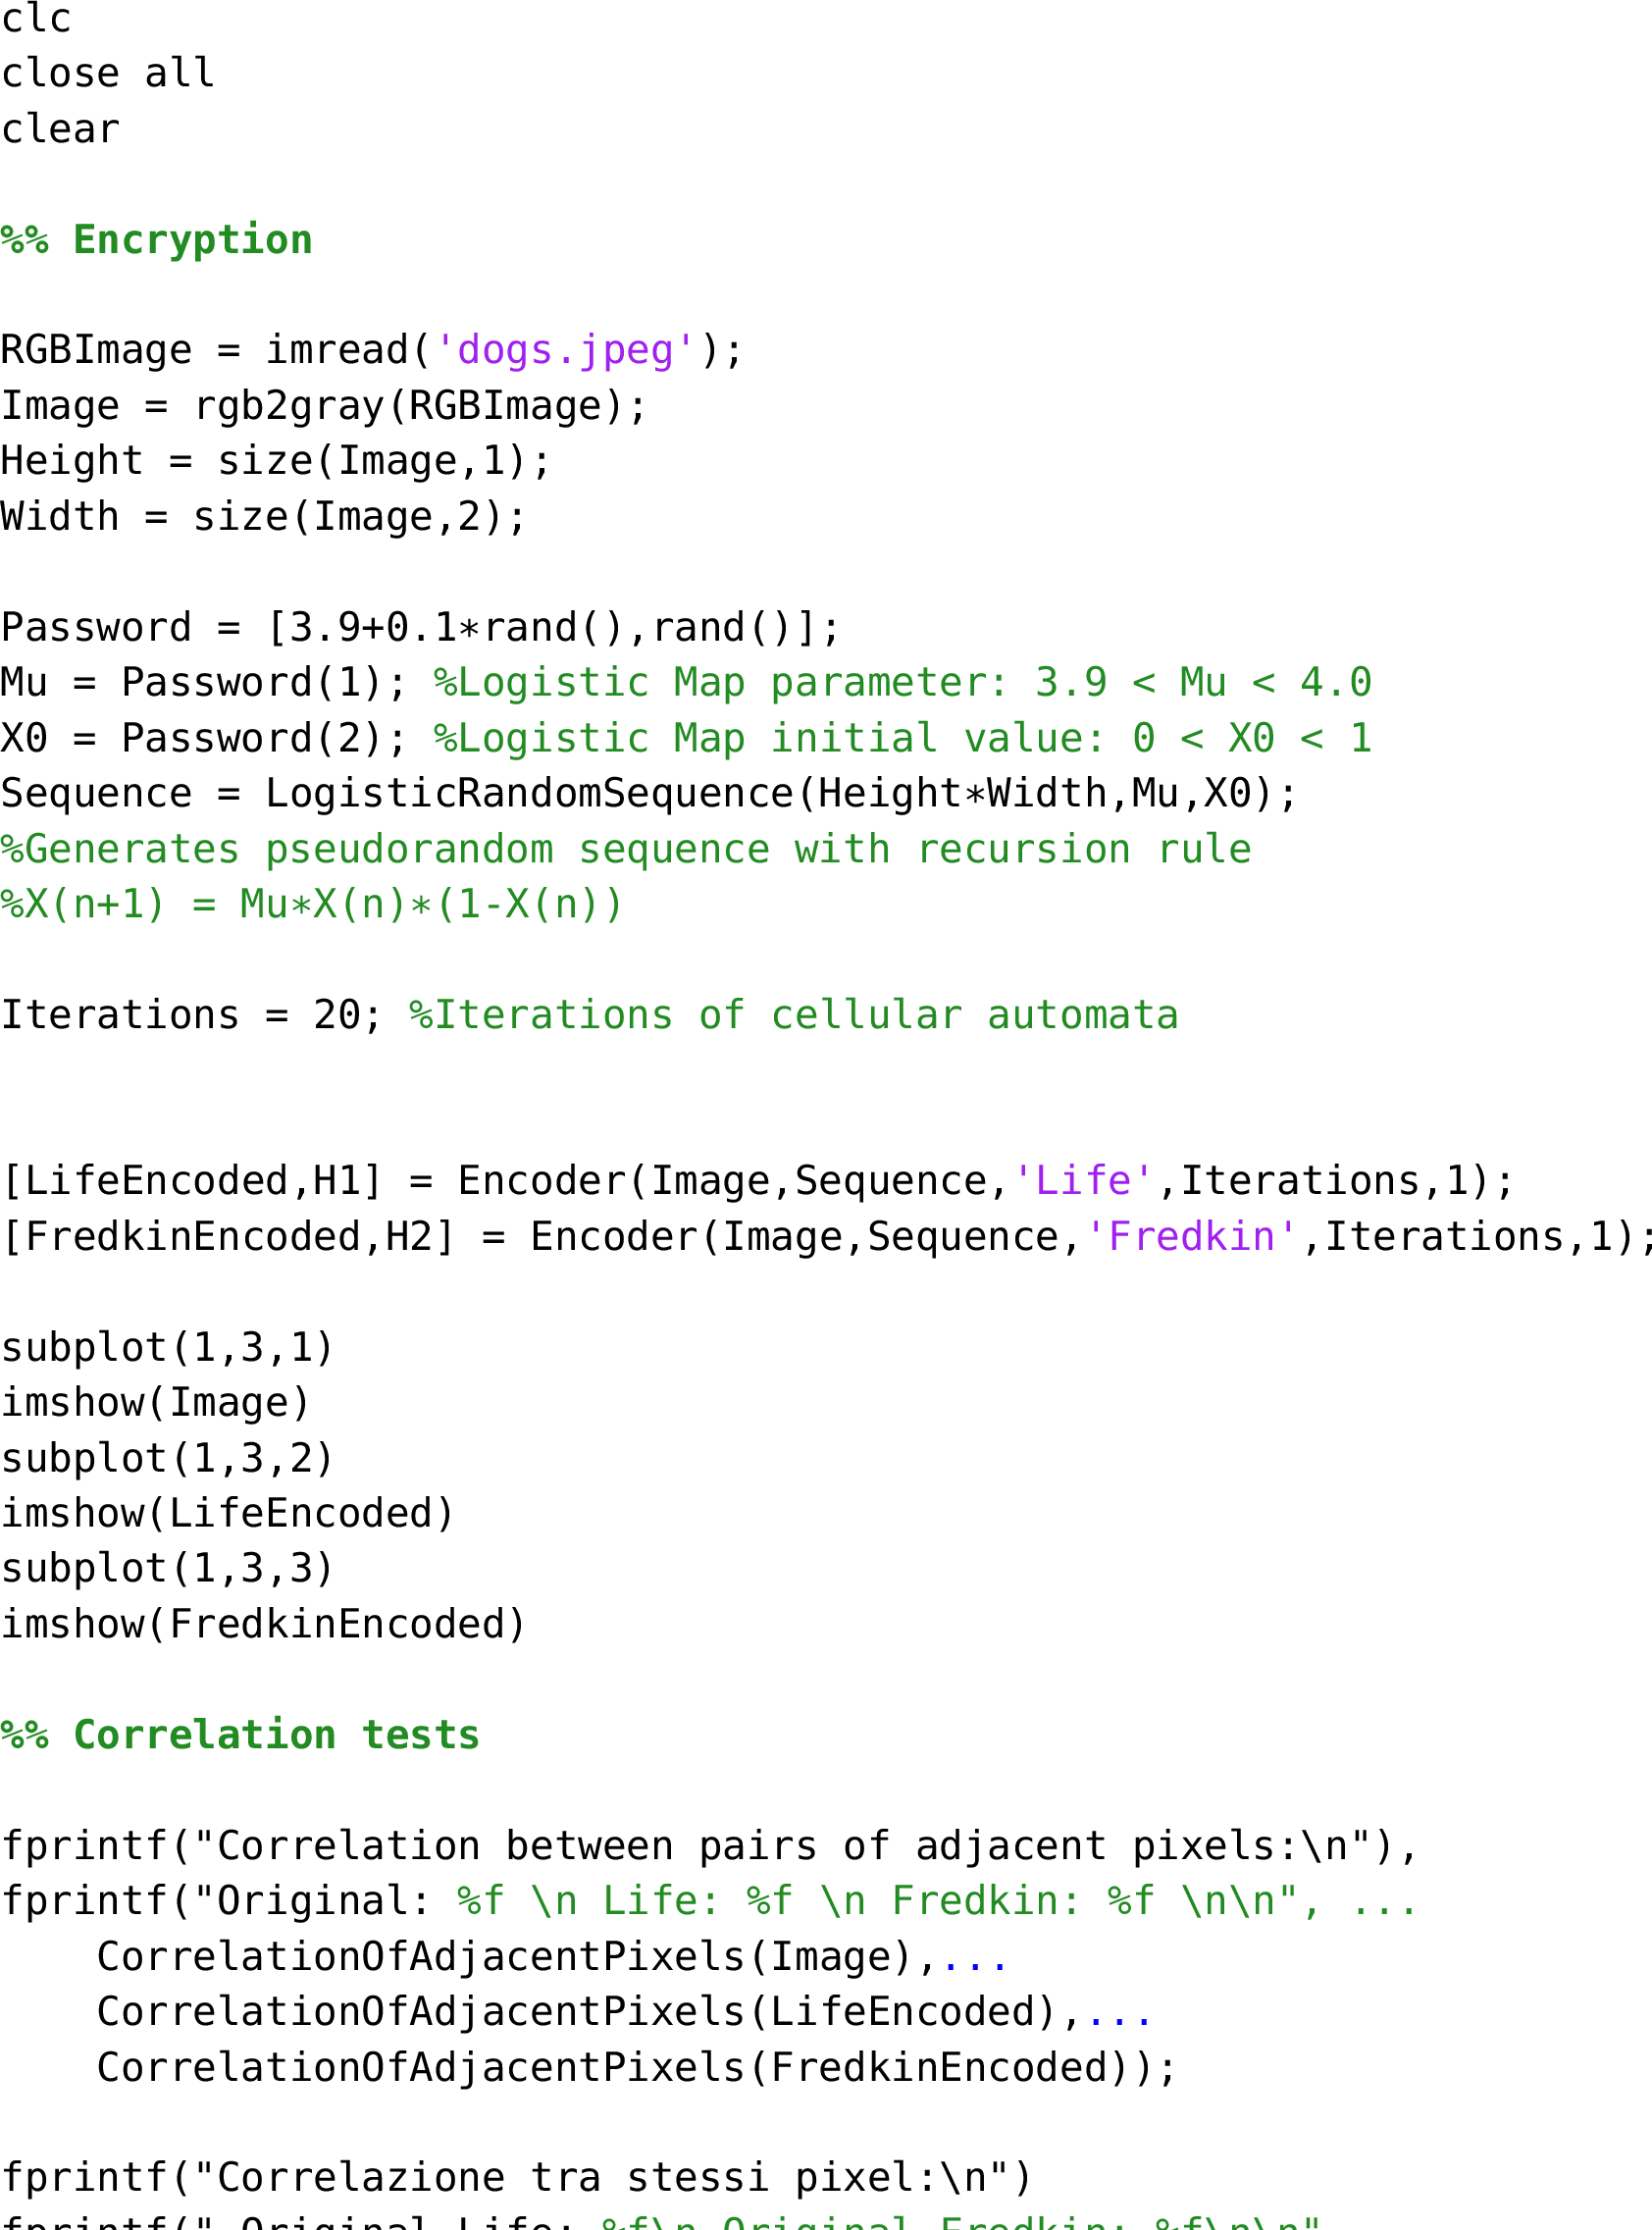 clc
close all
clear
%% Encryption
RGBImage = imread('dogs.jpeg');
Image = rgb2gray(RGBImage);
Height = size(Image,1);
Width = size(Image,2);
Password = [3.9+0.1*rand(),rand()];
Mu = Password(1); %Logistic Map parameter: 3.9 < Mu < 4.0
X0 = Password(2); %Logistic Map initial value: 0 < X0 < 1
Sequence = LogisticRandomSequence(Height*Width,Mu,X0);
%Generates pseudorandom sequence with recursion rule
%X(n+1) = Mu*X(n)*(1-X(n))
Iterations = 20; %Iterations of cellular automata
[LifeEncoded,H1] = Encoder(Image,Sequence,'Life',Iterations,1);
[FredkinEncoded,H2] = Encoder(Image,Sequence,'Fredkin',Iterations,1);
subplot(1,3,1)
imshow(Image)
subplot(1,3,2)
imshow(LifeEncoded)
subplot(1,3,3)
imshow(FredkinEncoded)
%% Correlation tests
fprintf("Correlation between pairs of adjacent pixels:\n"),
fprintf("Original: %f \n Life: %f \n Fredkin: %f \n\n", ...
    CorrelationOfAdjacentPixels(Image),...
    CorrelationOfAdjacentPixels(LifeEncoded),...
    CorrelationOfAdjacentPixels(FredkinEncoded));
fprintf("Correlazione tra stessi pixel:\n")
fprintf(" Original Life: %f\n Original Fredkin: %f\n\n"